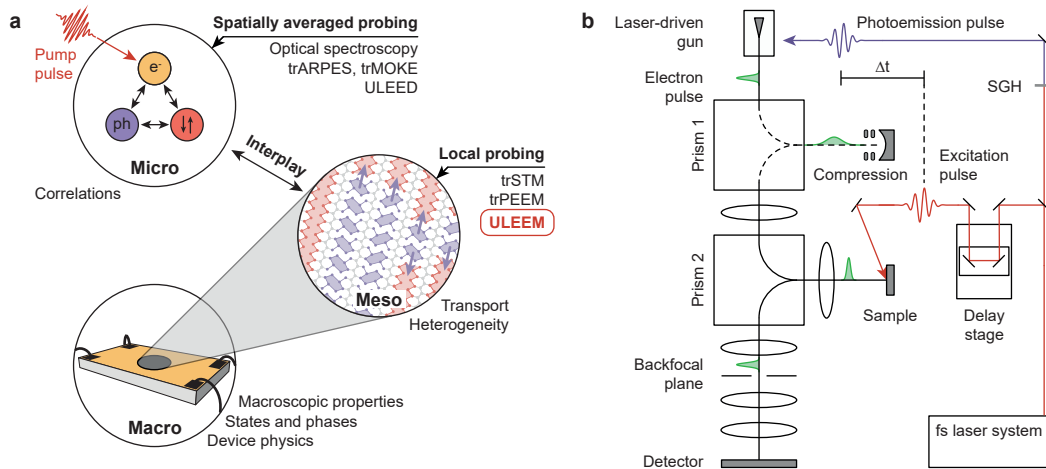 a
Spatially averaged probing
Optical spectroscopy
trARPES, trMOKE
ULEED
Pump
pulse
e-
ph
Micro
Correlations
Interplay
Local probing
trSTM
trPEEM
ULEEM
Meso
Transport
Heterogeneity
Macro
Macroscopic properties
States and phases
Device physics
b
Laser-driven
gun
Photoemission pulse
Electron
pulse
Δt
SGH
Prism 1
Compression
Excitation
pulse
Prism 2
Sample
Delay
stage
Backfocal
plane
fs laser system
Detector